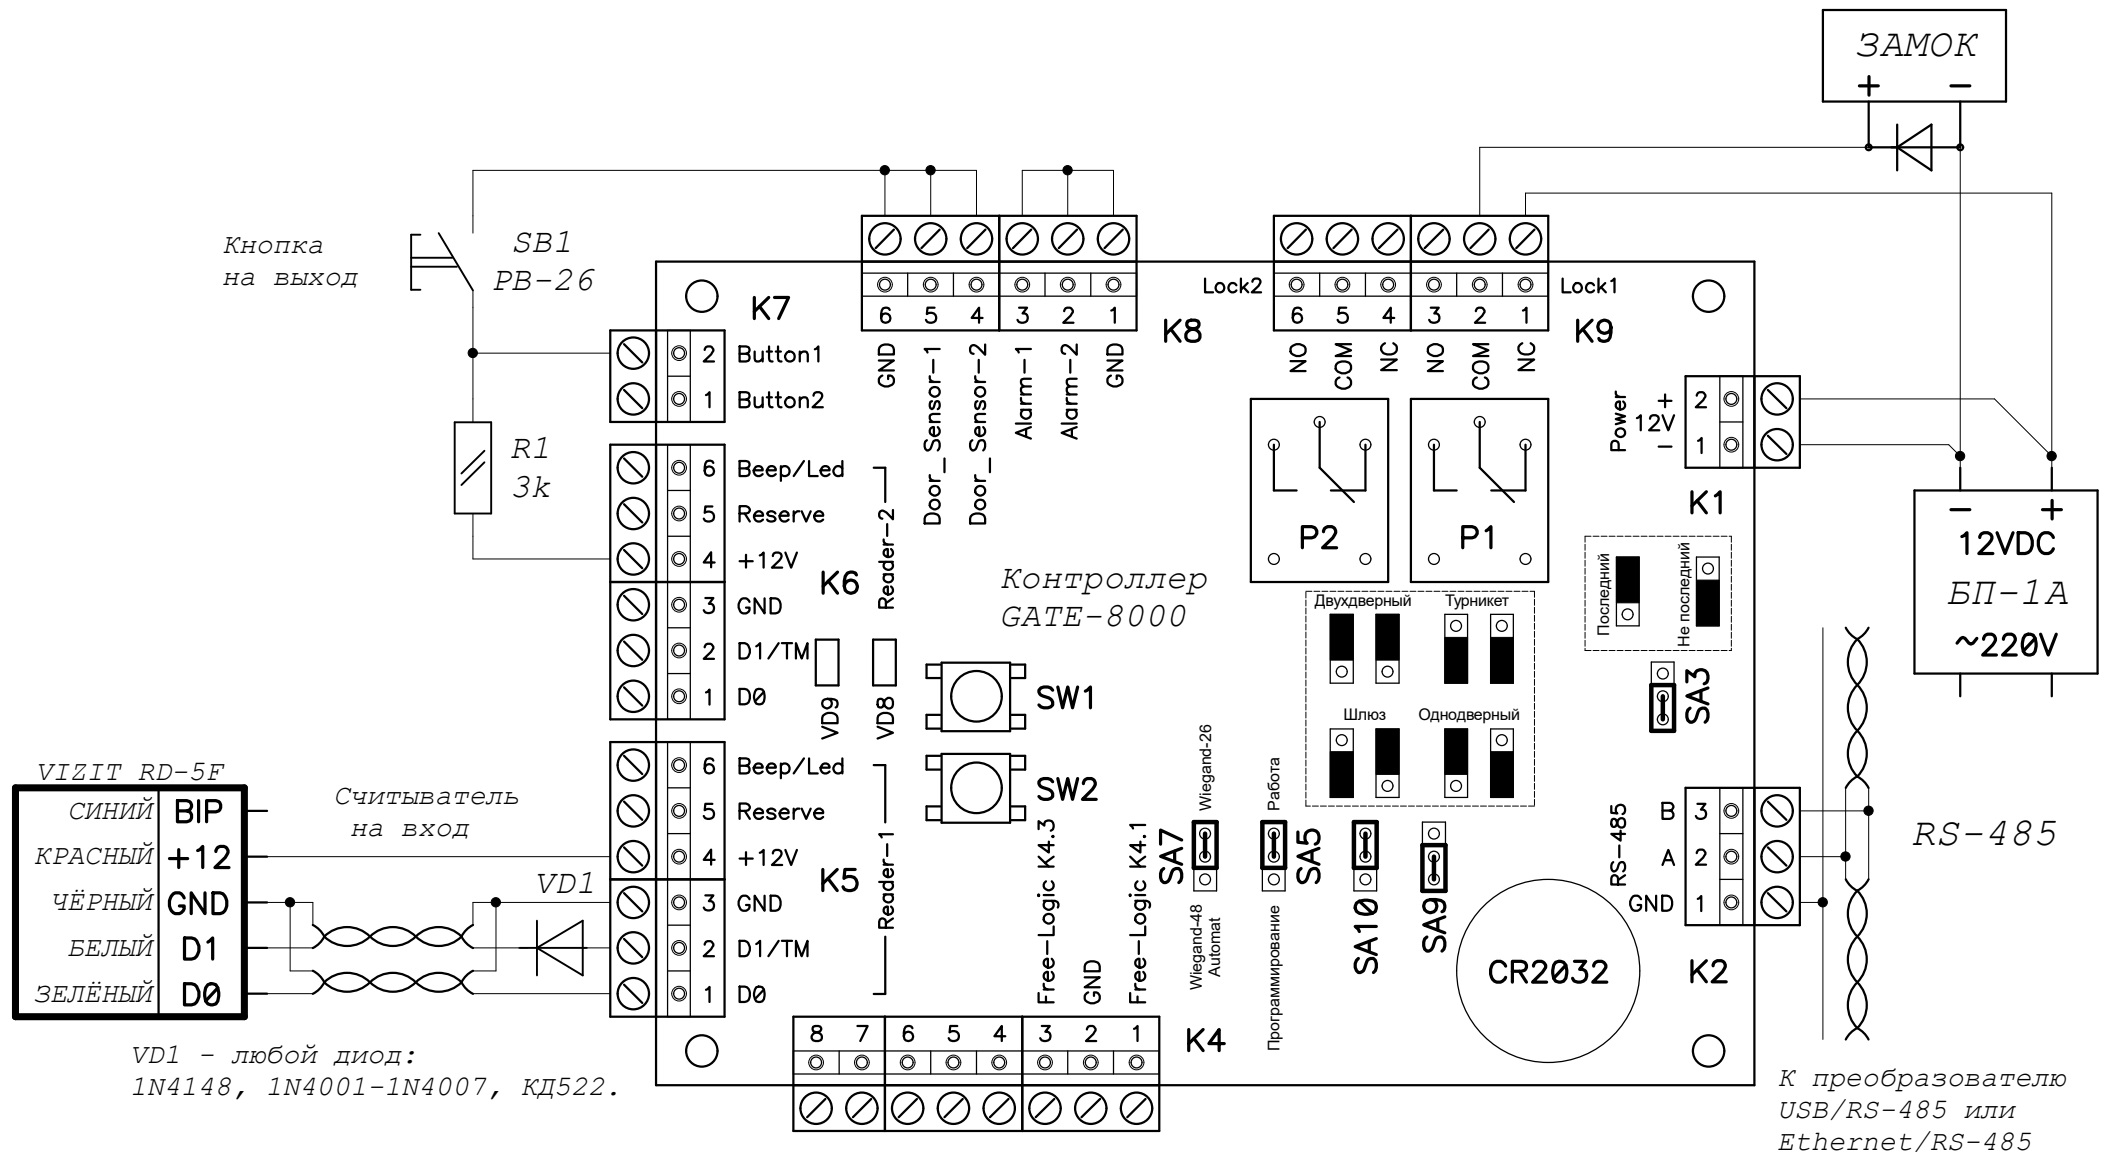 ЗАМОК
+ −
Кнопка
на выход
SB1
PB-26
Lock2
Lock1
K7
6 5 4 3 2 1
K8
6 5 4 3 2 1
K9
GND
Door_Sensor-1
Door_Sensor-2
Alarm-1
Alarm-2
GND
NO
COM
NC
NO
COM
NC
2 Button1
1 Button2
R1
3k
Power
+ 2
12V
− 1
K1
P2
P1
6 Beep/Led
5 Reserve
4 +12V
3 GND
2 D1/TM
1 D0
K6
Reader-2
VD9
VD8
Контроллер
GATE-8000
SW1
SW2
Двухдверный
Турникет
Шлюз
Однодверный
Последний
Не последний
SA3
− +
12VDC
БП-1А
~220V
VIZIT RD-5F
СИНИЙ BIP
КРАСНЫЙ +12
ЧЁРНЫЙ GND
БЕЛЫЙ D1
ЗЕЛЁНЫЙ D0
Считыватель
на вход
VD1
6 Beep/Led
5 Reserve
4 +12V
3 GND
2 D1/TM
1 D0
K5
Reader-1
Free-Logic K4.3
GND
Free-Logic K4.1
Wiegand-26
SA7
Wiegand-48
Automat
Работа
SA5
Программирование
SA10
SA9
CR2032
RS-485
B 3
A 2
GND 1
K2
RS-485
8 7 6 5 4 3 2 1
K4
VD1 - любой диод:
1N4148, 1N4001-1N4007, КД522.
К преобразователю
USB/RS-485 или
Ethernet/RS-485